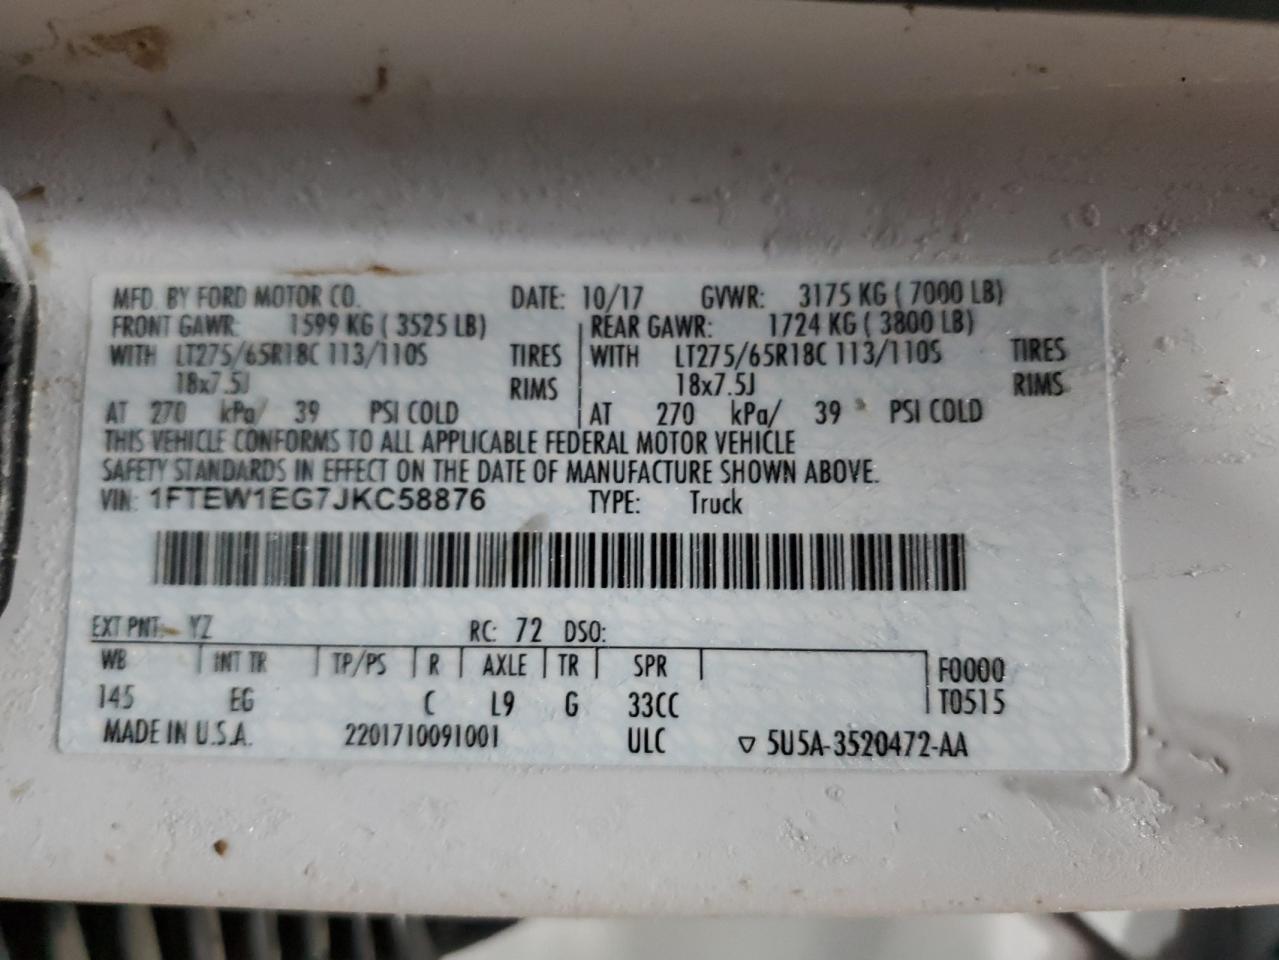 MFD. BY FORD MOTOR CO. DATE: 10/17 GVWR: 3175 KG ( 7000 LB)
FRONT GAWR: 1599 KG ( 3525 LB) REAR GAWR: 1724 KG ( 3800 LB)
WITH LT275/65R18C 113/110S TIRES WITH LT275/65R18C 113/110S TIRES
18x7.5J RIMS 18x7.5J RIMS
AT 270 kPa/ 39 PSI COLD AT 270 kPa/ 39 PSI COLD
THIS VEHICLE CONFORMS TO ALL APPLICABLE FEDERAL MOTOR VEHICLE
SAFETY STANDARDS IN EFFECT ON THE DATE OF MANUFACTURE SHOWN ABOVE.
VIN: 1FTEW1EG7JKC58876 TYPE: Truck
EXT PNT: YZ RC: 72 DSO:
WB INT TR TP/PS R AXLE TR SPR F0000
145 EG C L9 G 33CC T0515
MADE IN U.S.A. 2201710091001 ULC ▽ 5U5A-3520472-AA